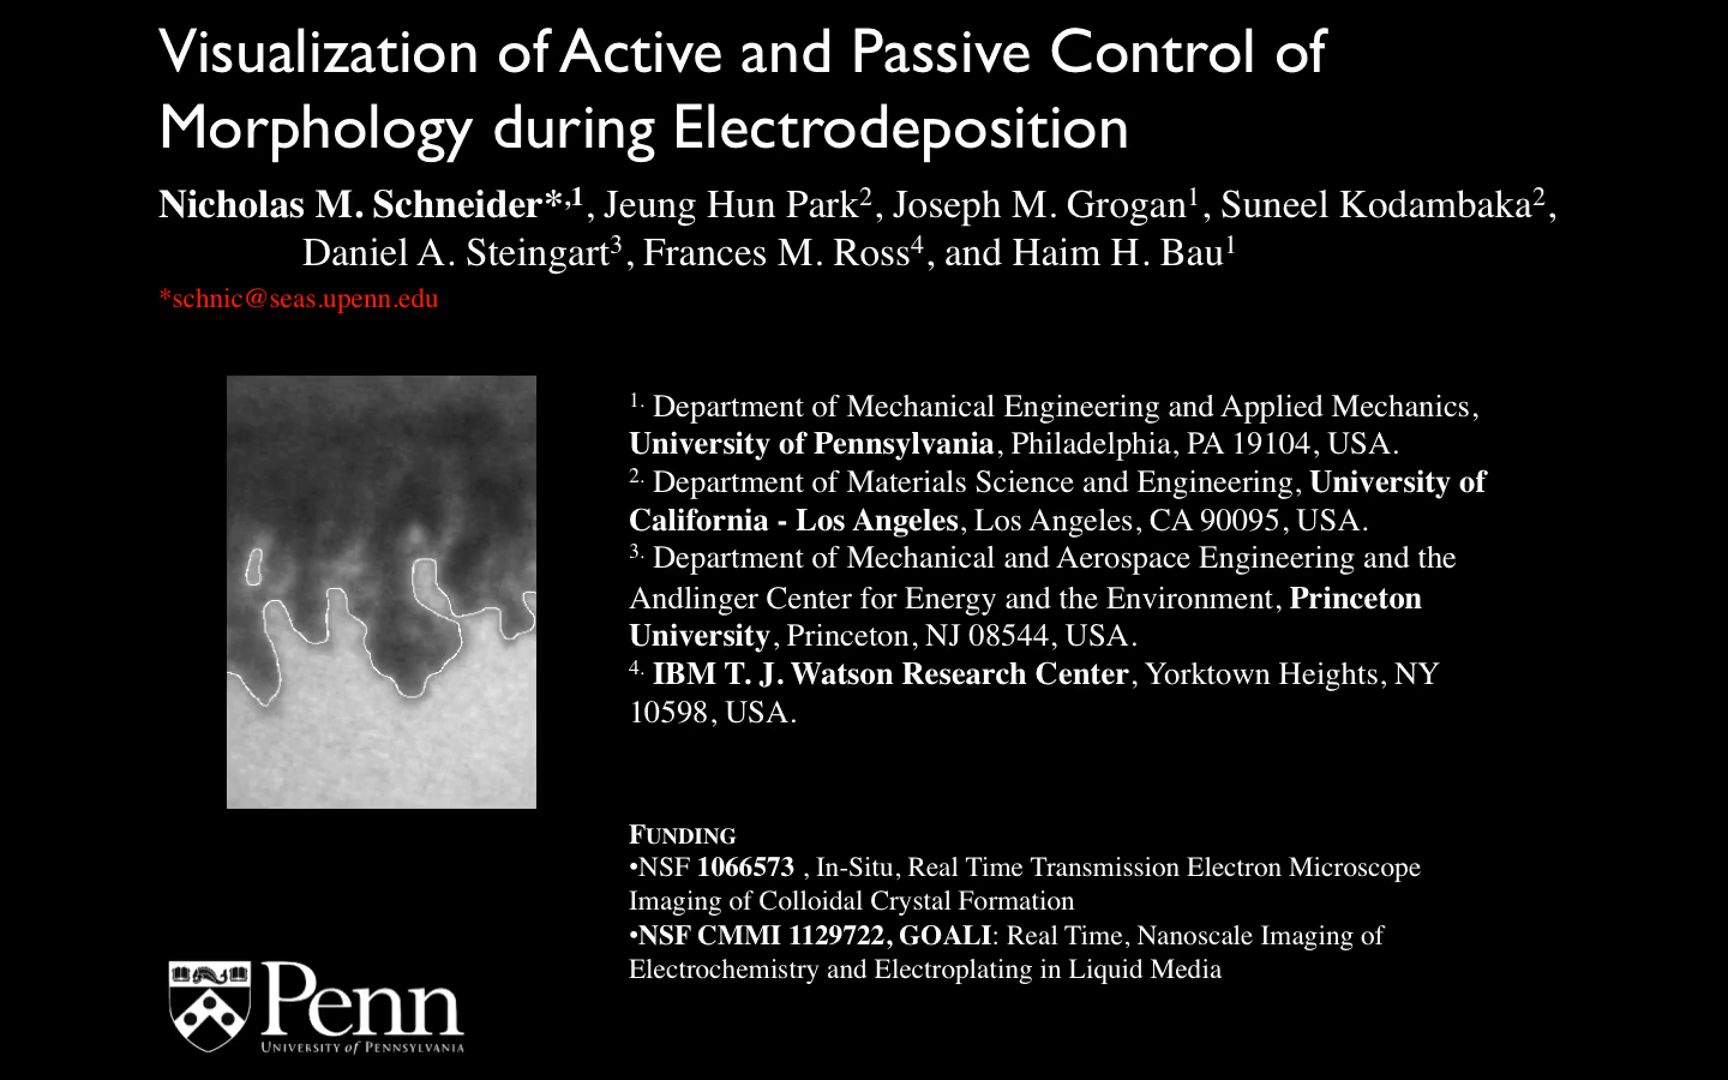 Visualization of Active and Passive Control of
Morphology during Electrodeposition
Nicholas M. Schneider*,1, Jeung Hun Park2, Joseph M. Grogan1, Suneel Kodambaka2,
Daniel A. Steingart3, Frances M. Ross4, and Haim H. Bau1
*schnic@seas.upenn.edu
1. Department of Mechanical Engineering and Applied Mechanics,
University of Pennsylvania, Philadelphia, PA 19104, USA.
2. Department of Materials Science and Engineering, University of
California - Los Angeles, Los Angeles, CA 90095, USA.
3. Department of Mechanical and Aerospace Engineering and the
Andlinger Center for Energy and the Environment, Princeton
University, Princeton, NJ 08544, USA.
4. IBM T. J. Watson Research Center, Yorktown Heights, NY
10598, USA.
FUNDING
•NSF 1066573 , In-Situ, Real Time Transmission Electron Microscope
Imaging of Colloidal Crystal Formation
•NSF CMMI 1129722, GOALI: Real Time, Nanoscale Imaging of
Electrochemistry and Electroplating in Liquid Media
Penn
UNIVERSITY of PENNSYLVANIA